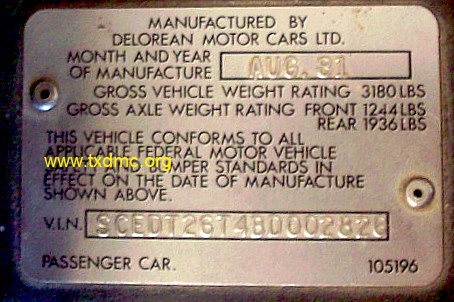 MANUFACTURED BY
DELOREAN MOTOR CARS LTD.
MONTH AND YEAR
OF MANUFACTURE AUG. 81
GROSS VEHICLE WEIGHT RATING 3180 LBS
GROSS AXLE WEIGHT RATING FRONT 1244 LBS
REAR 1936 LBS
THIS VEHICLE CONFORMS TO ALL
APPLICABLE FEDERAL MOTOR VEHICLE
www.txdmc.org
AND BUMPER STANDARDS IN
EFFECT ON THE DATE OF MANUFACTURE
SHOWN ABOVE.
V.I.N.
PASSENGER CAR. 105196